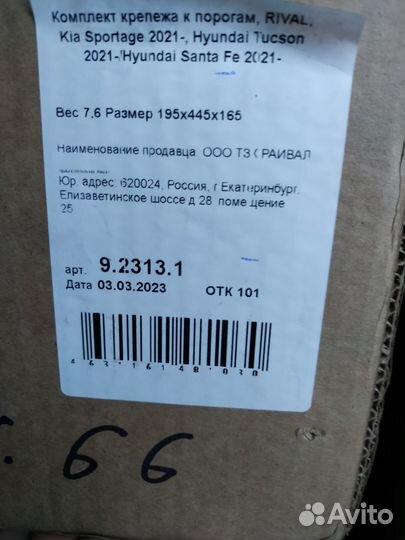 Комплект крепежа к порогам, RIVAL,
Kia Sportage 2021-, Hyundai Tucson
2021-/Hyundai Santa Fe 2021-
Вес 7,6 Размер 195x445x165
Наименование продавца ООО ТЗК РАИВАЛ
Юр. адрес: 620024, Россия, г Екатеринбург,
Елизаветинское шоссе д 28, помещение
25
арт. 9.2313.1
Дата 03.03.2023 ОТК 101
66
Avito